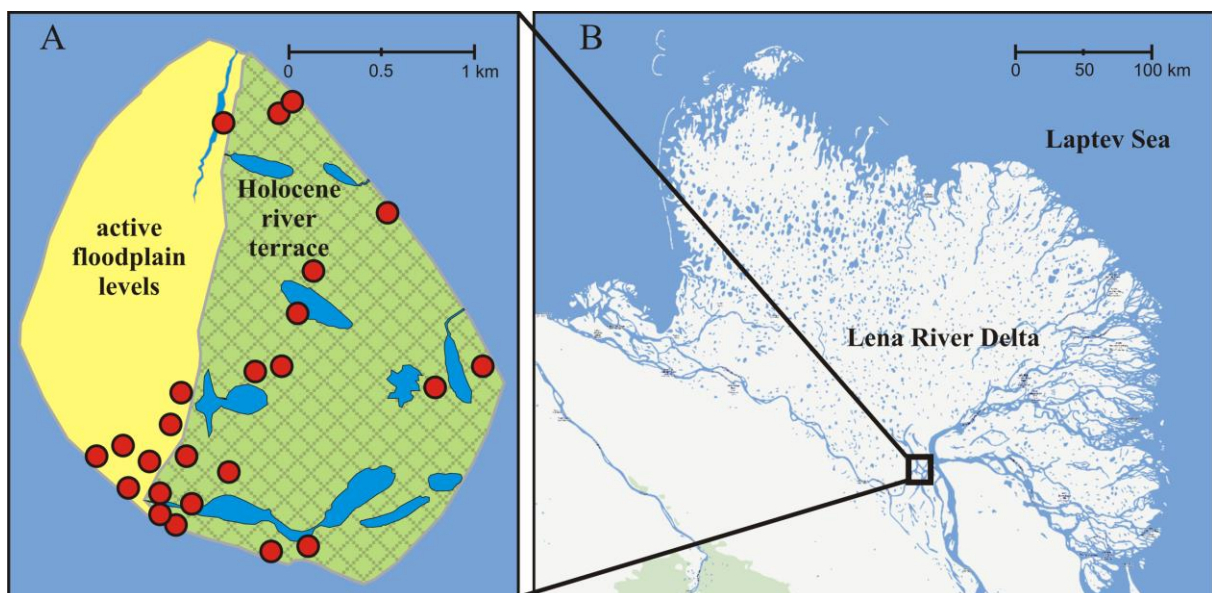 A
0 0.5 1 km
Holocene
river
terrace
active
floodplain
levels
B
0 50 100 km
Laptev Sea
Lena River Delta